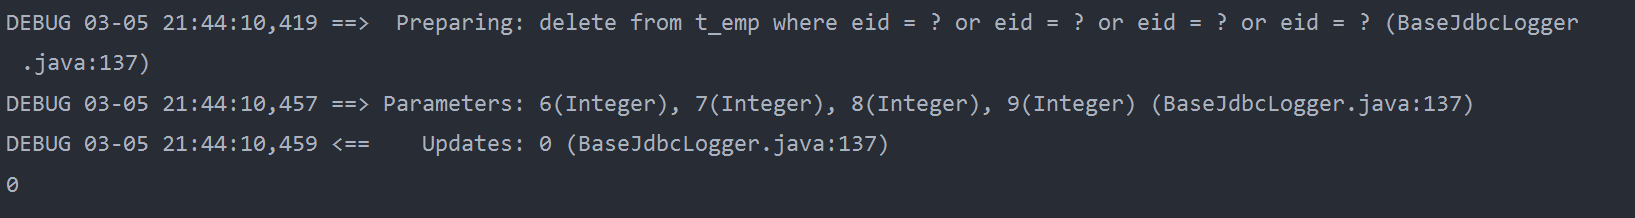 DEBUG 03-05 21:44:10,419 ==>  Preparing: delete from t_emp where eid = ? or eid = ? or eid = ? or eid = ? (BaseJdbcLogger
.java:137)
DEBUG 03-05 21:44:10,457 ==> Parameters: 6(Integer), 7(Integer), 8(Integer), 9(Integer) (BaseJdbcLogger.java:137)
DEBUG 03-05 21:44:10,459 <==    Updates: 0 (BaseJdbcLogger.java:137)
0